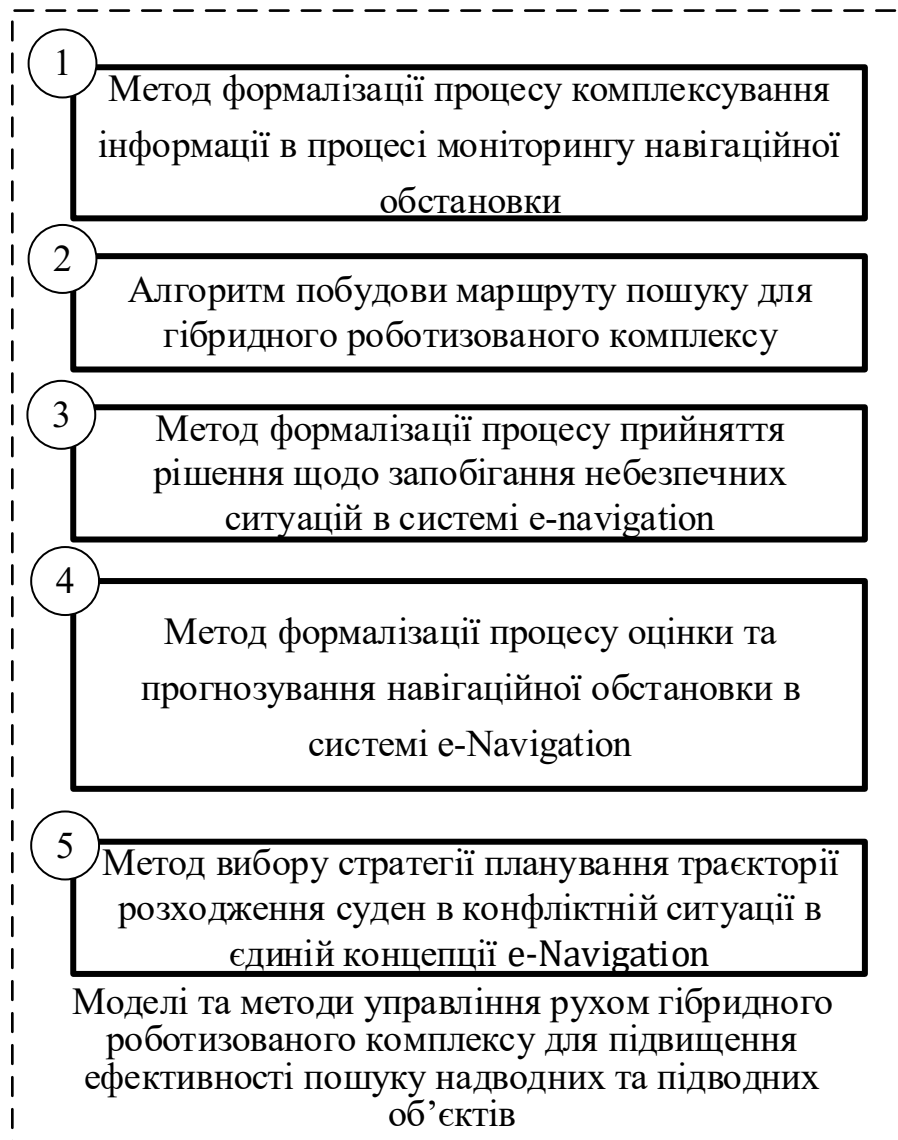 1
Метод формалізації процесу комплексування
інформації в процесі моніторингу навігаційної
обстановки
2
Алгоритм побудови маршруту пошуку для
гібридного роботизованого комплексу
3
Метод формалізації процесу прийняття
рішення щодо запобігання небезпечних
ситуацій в системі e-navigation
4
Метод формалізації процесу оцінки та
прогнозування навігаційної обстановки в
системі e-Navigation
5
Метод вибору стратегії планування траєкторії
розходження суден в конфліктній ситуації в
єдиній концепції e-Navigation
Моделі та методи управління рухом гібридного
роботизованого комплексу для підвищення
ефективності пошуку надводних та підводних
об’єктів